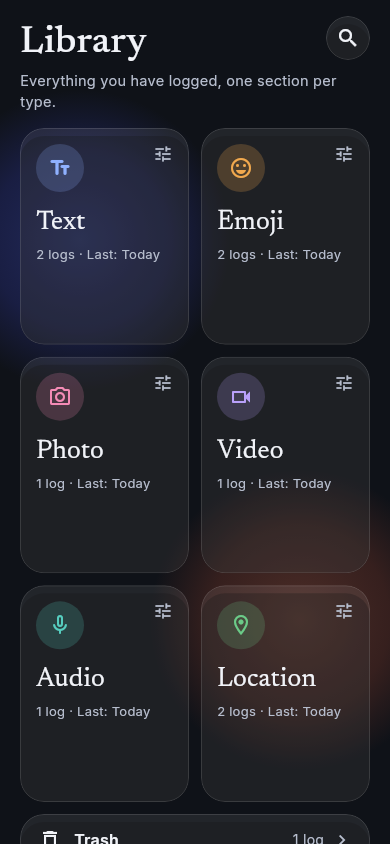 Library
Everything you have logged, one section per
type.
Text
2 logs · Last: Today
Emoji
2 logs · Last: Today
Photo
1 log · Last: Today
Video
1 log · Last: Today
Audio
1 log · Last: Today
Location
2 logs · Last: Today
Trash 1 log